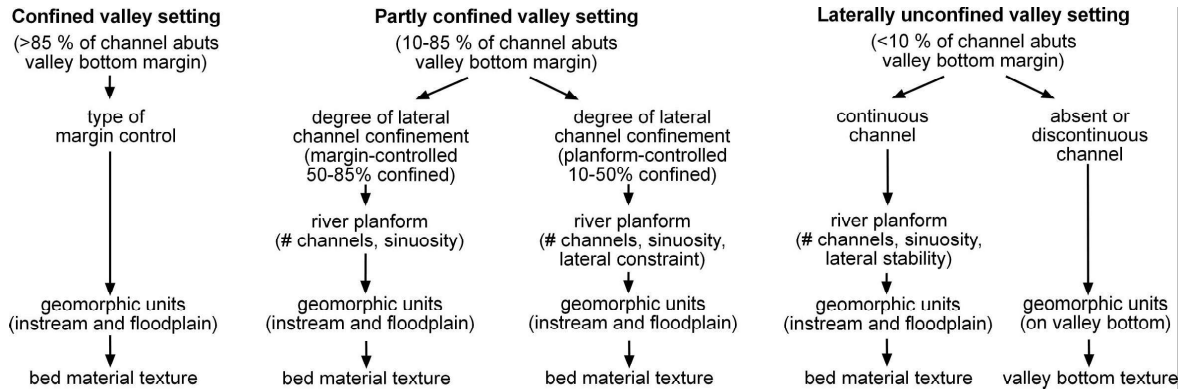 Confined valley setting
(>85 % of channel abuts
valley bottom margin)
type of
margin control
geomorphic units
(instream and floodplain)
bed material texture
Partly confined valley setting
(10-85 % of channel abuts
valley bottom margin)
degree of lateral
channel confinement
(margin-controlled
50-85% confined)
river planform
(# channels, sinuosity)
geomorphic units
(instream and floodplain)
bed material texture
degree of lateral
channel confinement
(planform-controlled
10-50% confined)
river planform
(# channels, sinuosity,
lateral constraint)
geomorphic units
(instream and floodplain)
bed material texture
Laterally unconfined valley setting
(<10 % of channel abuts
valley bottom margin)
continuous
channel
river planform
(# channels, sinuosity,
lateral stability)
geomorphic units
(instream and floodplain)
bed material texture
absent or
discontinuous
channel
geomorphic units
(on valley bottom)
valley bottom texture